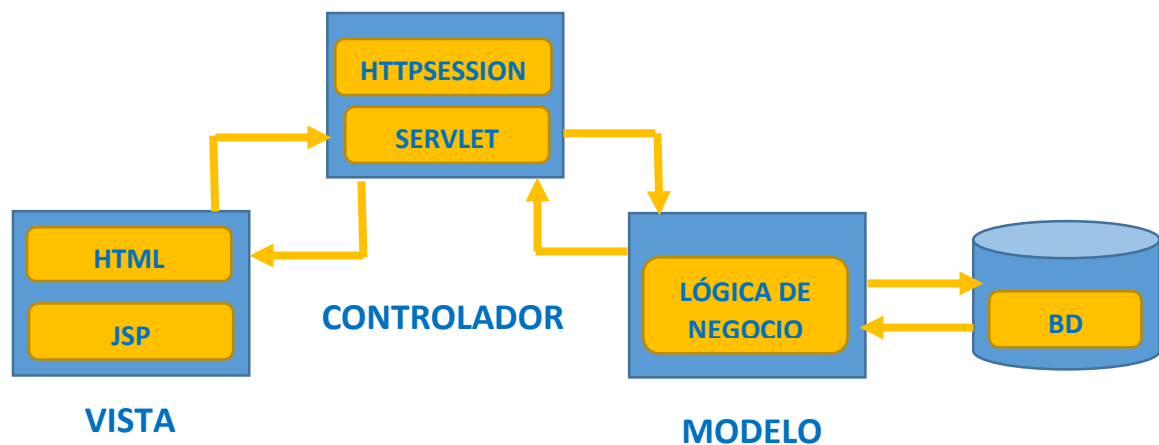 HTTPSESSION
SERVLET
HTML
JSP
VISTA
CONTROLADOR
LÓGICA DE
NEGOCIO
MODELO
BD